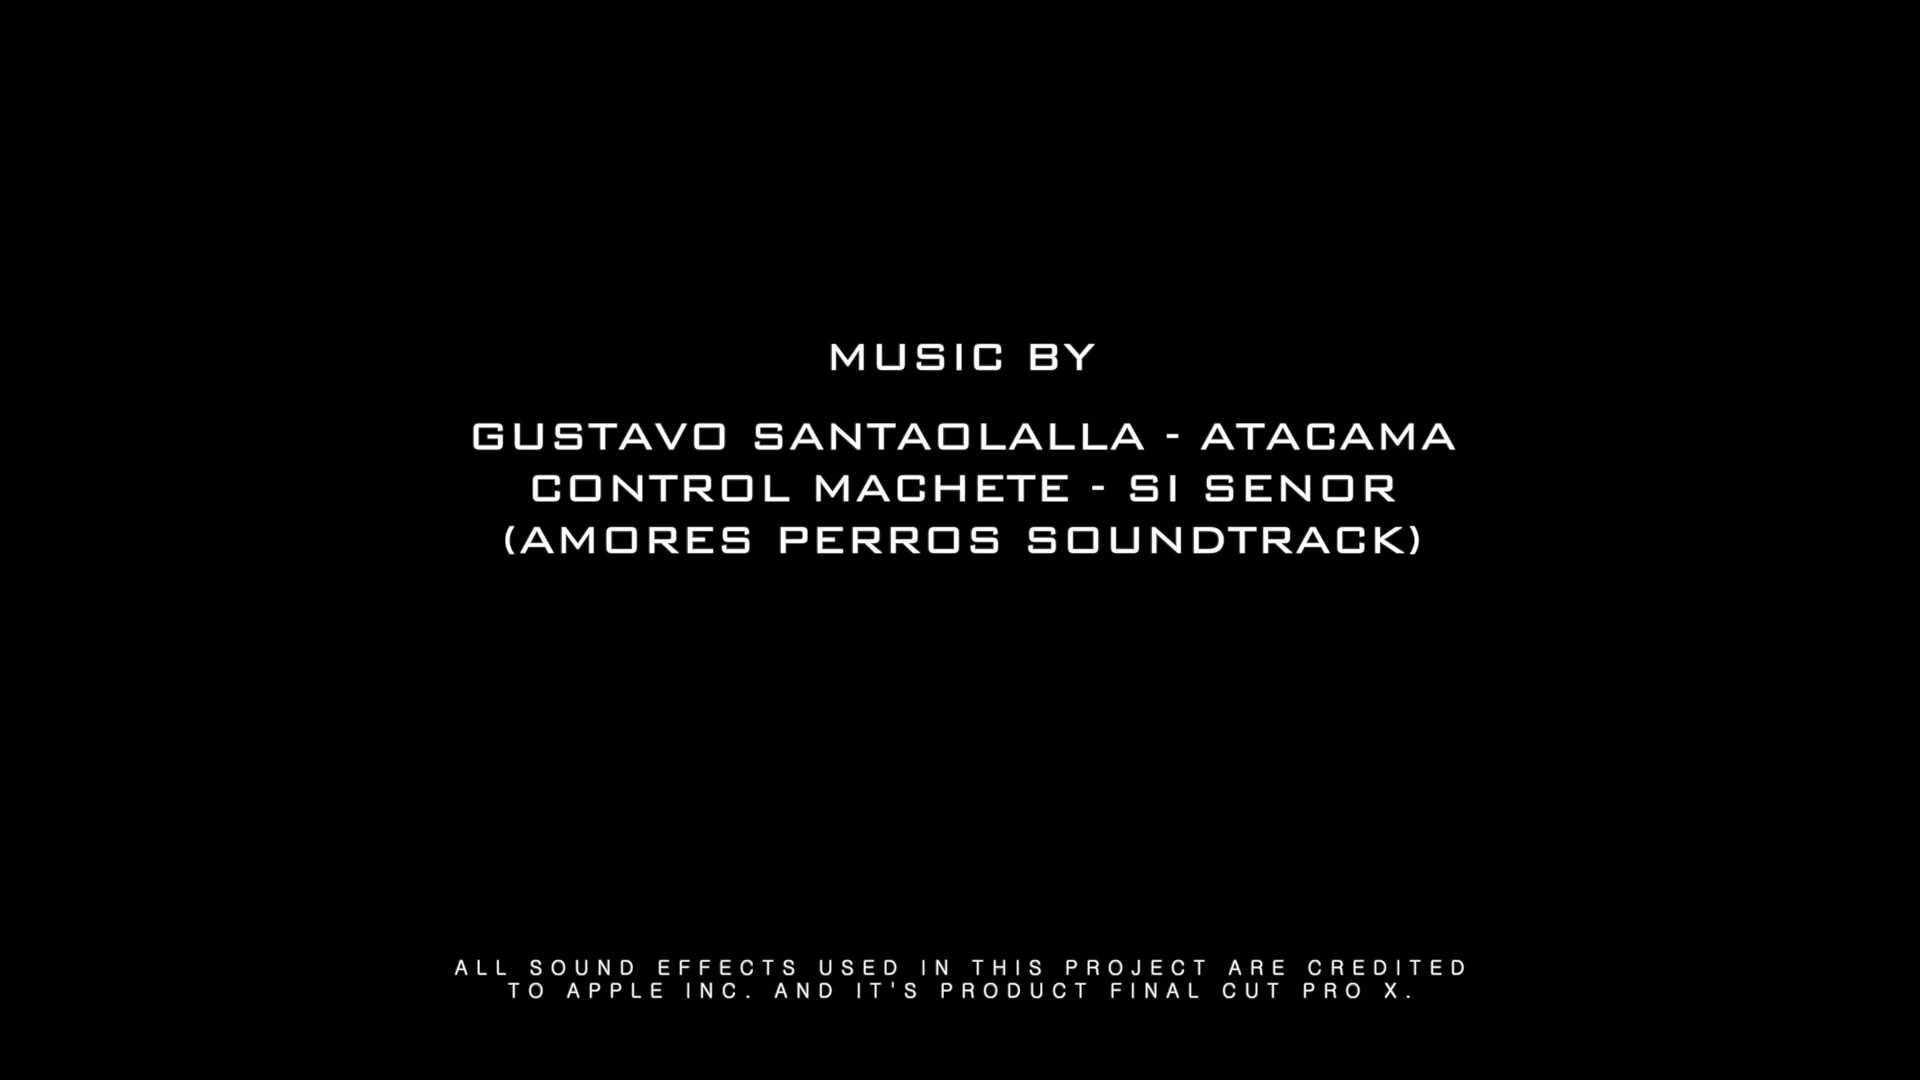 MUSIC BY
GUSTAVO SANTAOLALLA - ATACAMA
CONTROL MACHETE - SI SENOR
(AMORES PERROS SOUNDTRACK)
ALL SOUND EFFECTS USED IN THIS PROJECT ARE CREDITED
TO APPLE INC. AND IT'S PRODUCT FINAL CUT PRO X.